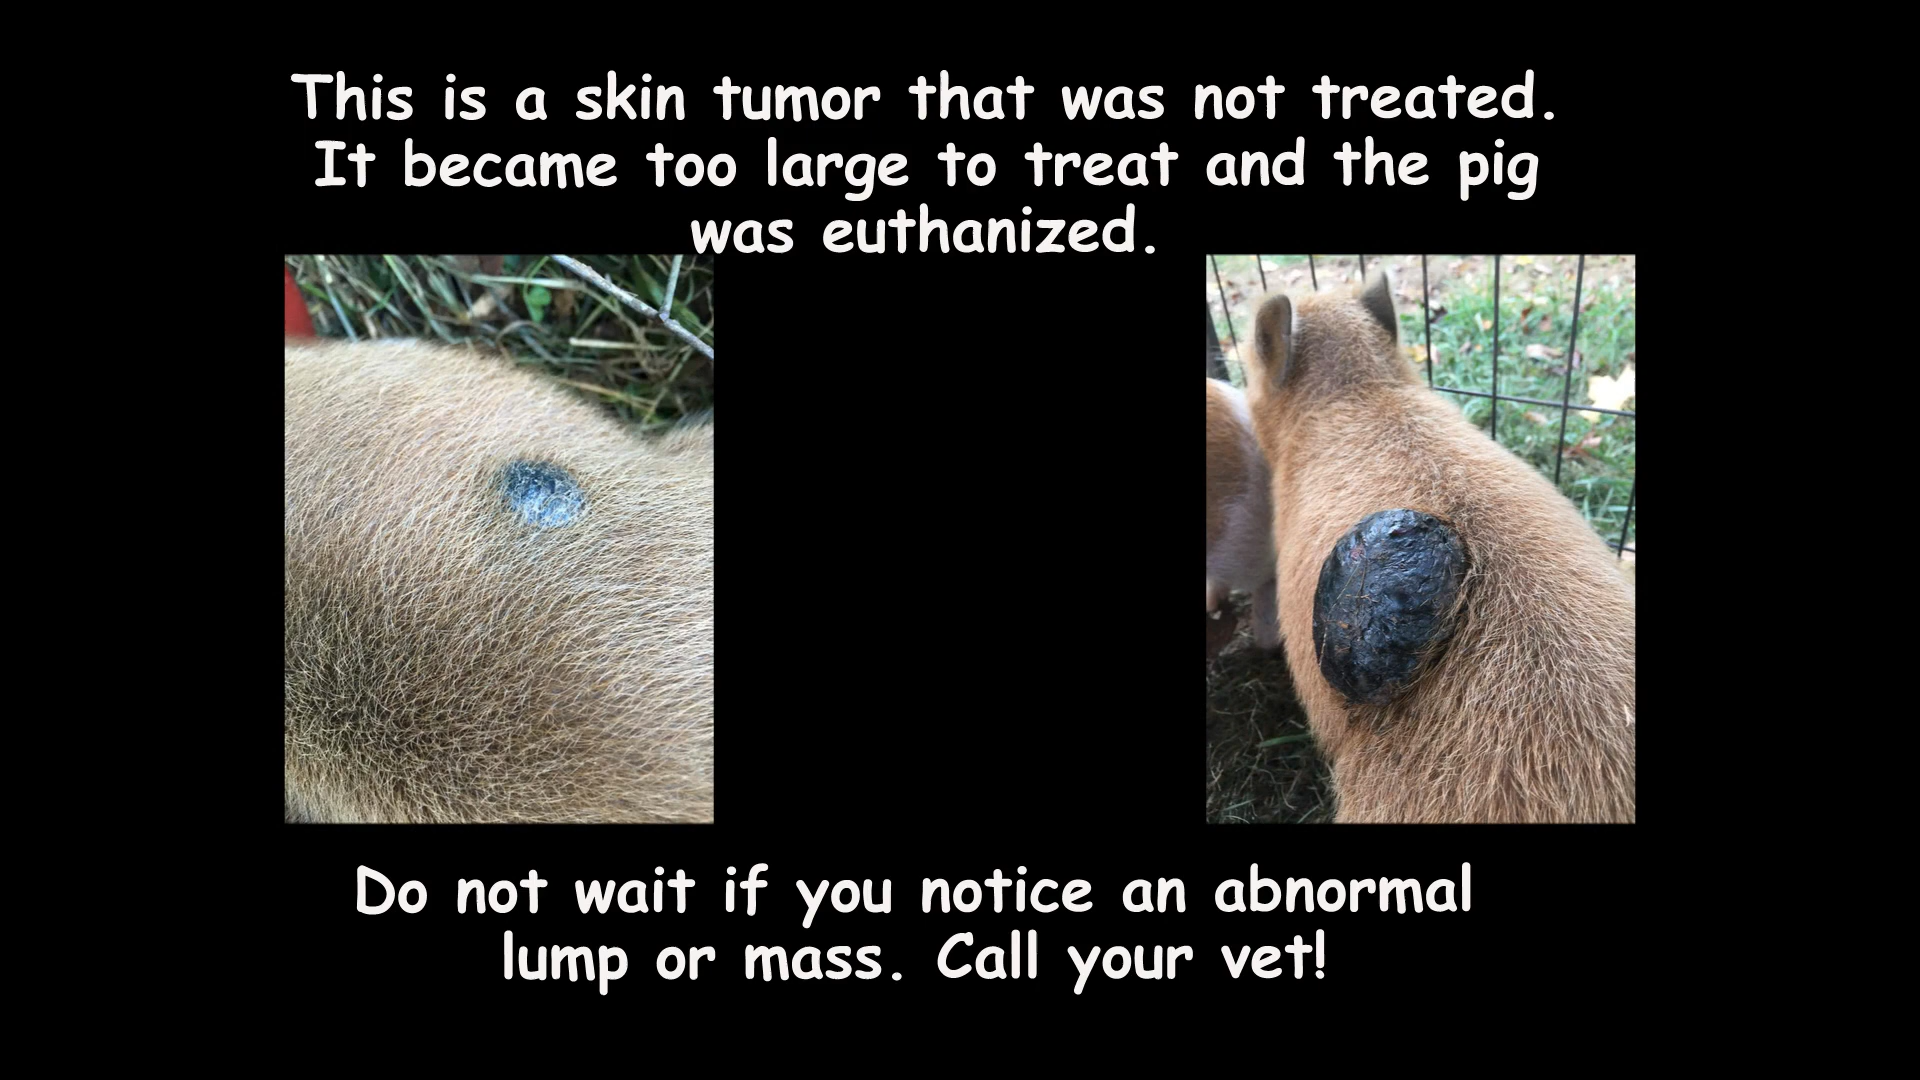 This is a skin tumor that was not treated.
It became too large to treat and the pig
was euthanized.
Do not wait if you notice an abnormal
lump or mass. Call your vet!